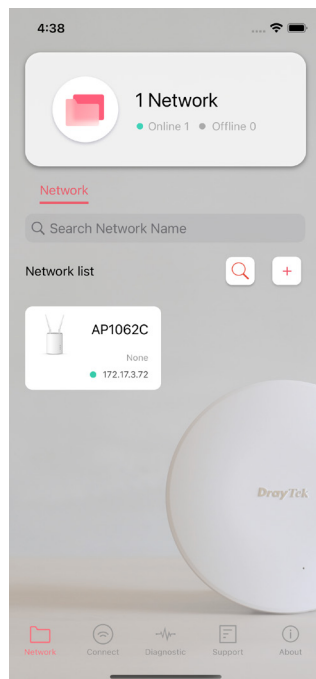 4:38
1 Network
Online 1 Offline 0
Network
Search Network Name
Network list
AP1062C
None
172.17.3.72
DrayTek
Network Connect Diagnostic Support About